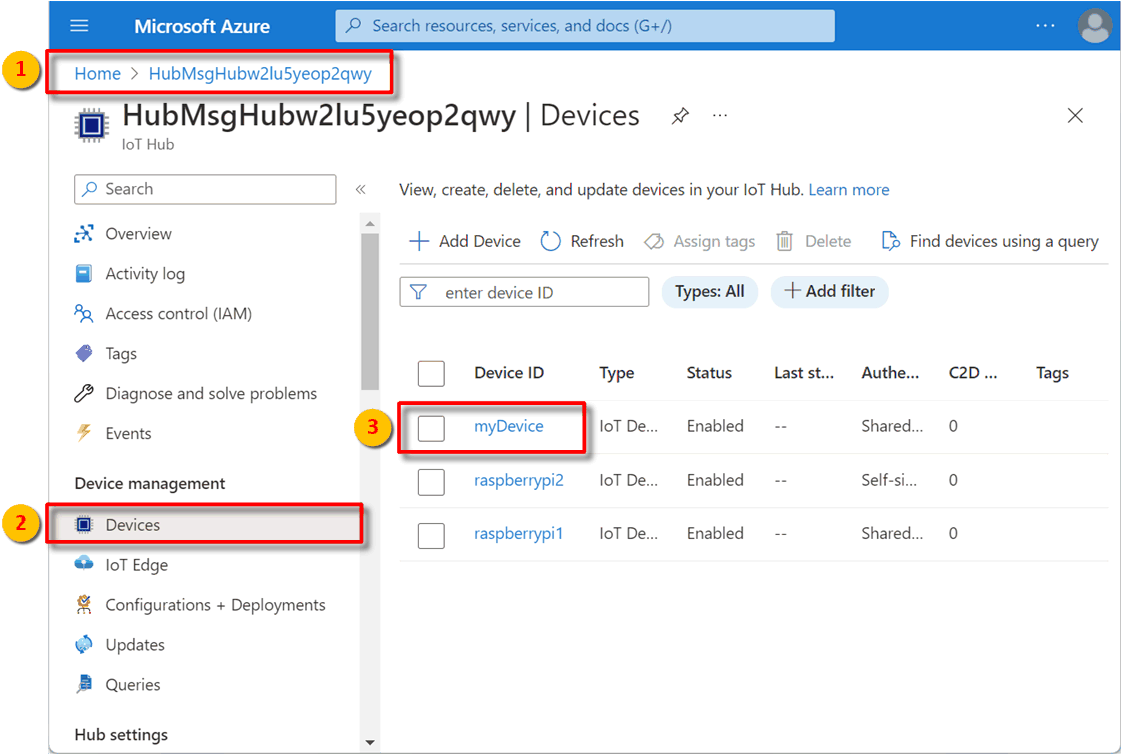 Microsoft Azure
Search resources, services, and docs (G+/)
...
1
Home > HubMsgHubw2lu5yeop2qwy
HubMsgHubw2lu5yeop2qwy | Devices
...
IoT Hub
Search
«
View, create, delete, and update devices in your IoT Hub. Learn more
Overview
Add Device
Refresh
Assign tags
Delete
Find devices using a query
Activity log
enter device ID
Types: All
Add filter
Access control (IAM)
Tags
Device ID Type Status Last st... Authe... C2D ... Tags
Diagnose and solve problems
3
myDevice IoT De... Enabled -- Shared... 0
Events
raspberrypi2 IoT De... Enabled -- Self-si... 0
Device management
2
Devices
raspberrypi1 IoT De... Enabled -- Shared... 0
IoT Edge
Configurations + Deployments
Updates
Queries
Hub settings